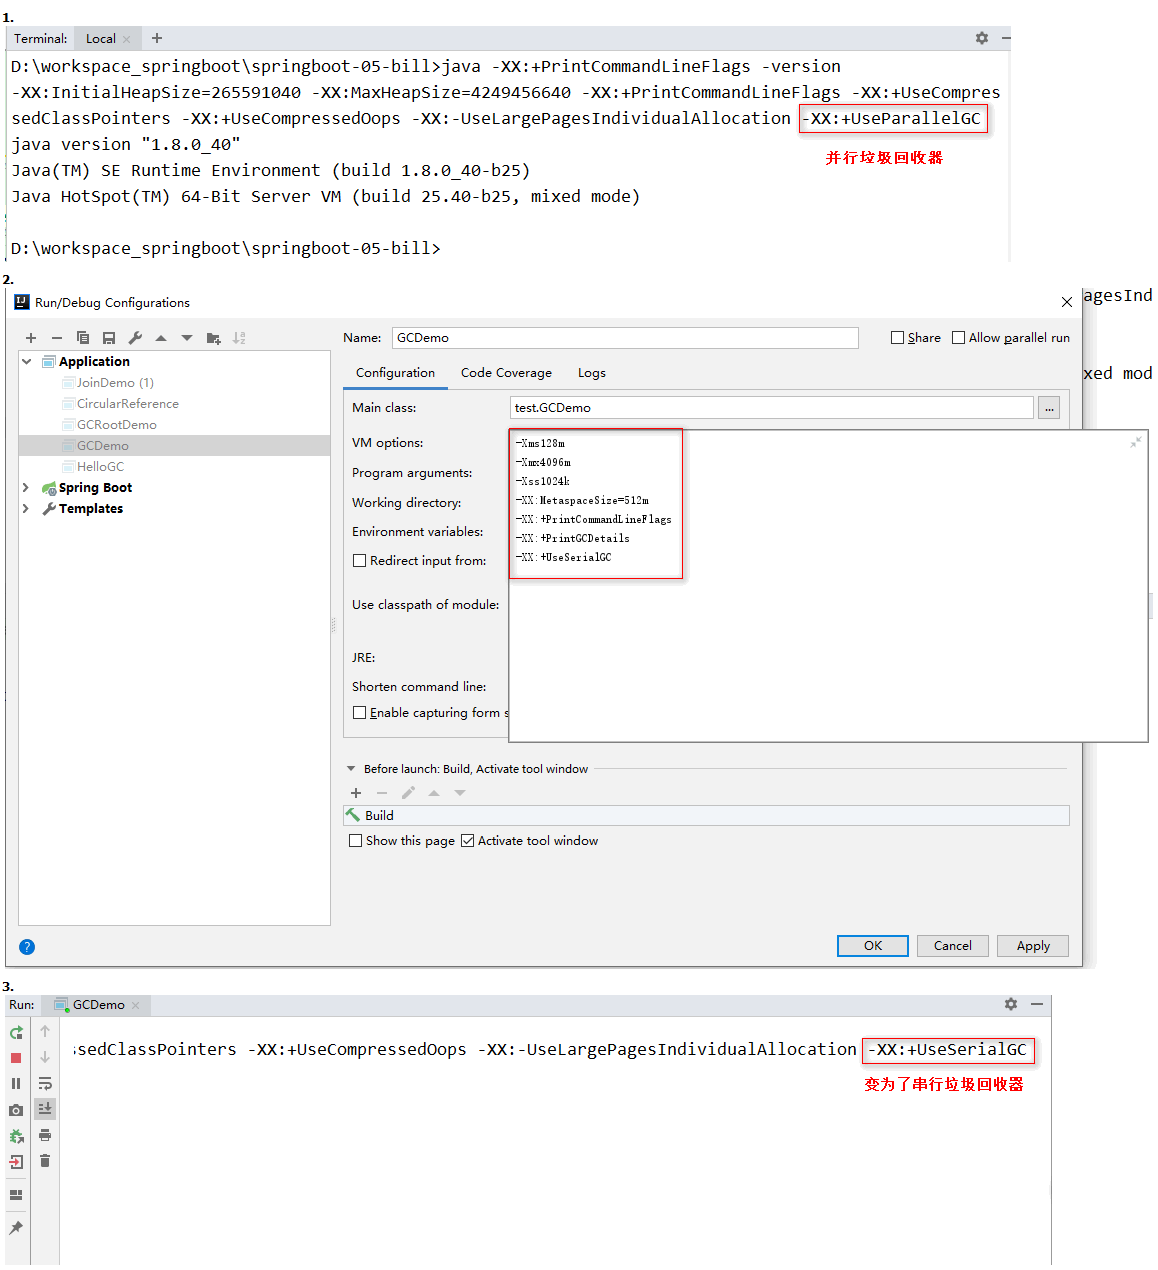 1.
Terminal: Local × +
D:\workspace_springboot\springboot-05-bill>java -XX:+PrintCommandLineFlags -version
-XX:InitialHeapSize=265591040 -XX:MaxHeapSize=4249456640 -XX:+PrintCommandLineFlags -XX:+UseCompres
sedClassPointers -XX:+UseCompressedOops -XX:-UseLargePagesIndividualAllocation -XX:+UseParallelGC
java version "1.8.0_40"
并行垃圾回收器
Java(TM) SE Runtime Environment (build 1.8.0_40-b25)
Java HotSpot(TM) 64-Bit Server VM (build 25.40-b25, mixed mode)
D:\workspace_springboot\springboot-05-bill>
2.
Run/Debug Configurations
agesInd
Name: GCDemo
Share
Allow parallel run
Application
JoinDemo (1)
CircularReference
GCRootDemo
GCDemo
HelloGC
Spring Boot
Templates
Configuration Code Coverage Logs
xed mod
Main class: test.GCDemo ...
VM options:
-Xms128m
-Xmx4096m
-Xss1024k
-XX:MetaspaceSize=512m
-XX:+PrintCommandLineFlags
-XX:+PrintGCDetails
-XX:+UseSerialGC
Program arguments:
Working directory:
Environment variables:
Redirect input from:
Use classpath of module:
JRE:
Shorten command line:
Enable capturing form s
Before launch: Build, Activate tool window
Build
Show this page Activate tool window
? OK Cancel Apply
3.
Run: GCDemo ×
sedClassPointers -XX:+UseCompressedOops -XX:-UseLargePagesIndividualAllocation -XX:+UseSerialGC
变为了串行垃圾回收器